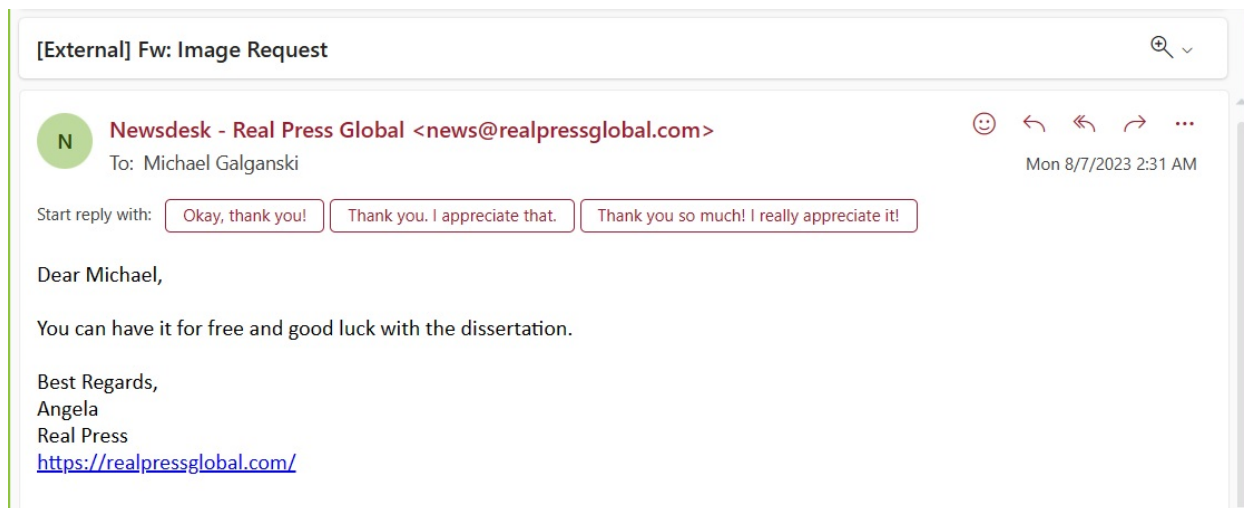 [External] Fw: Image Request
N
Newsdesk - Real Press Global <news@realpressglobal.com>
To: Michael Galganski
Mon 8/7/2023 2:31 AM
Start reply with: Okay, thank you! Thank you. I appreciate that. Thank you so much! I really appreciate it!
Dear Michael,
You can have it for free and good luck with the dissertation.
Best Regards,
Angela
Real Press
https://realpressglobal.com/